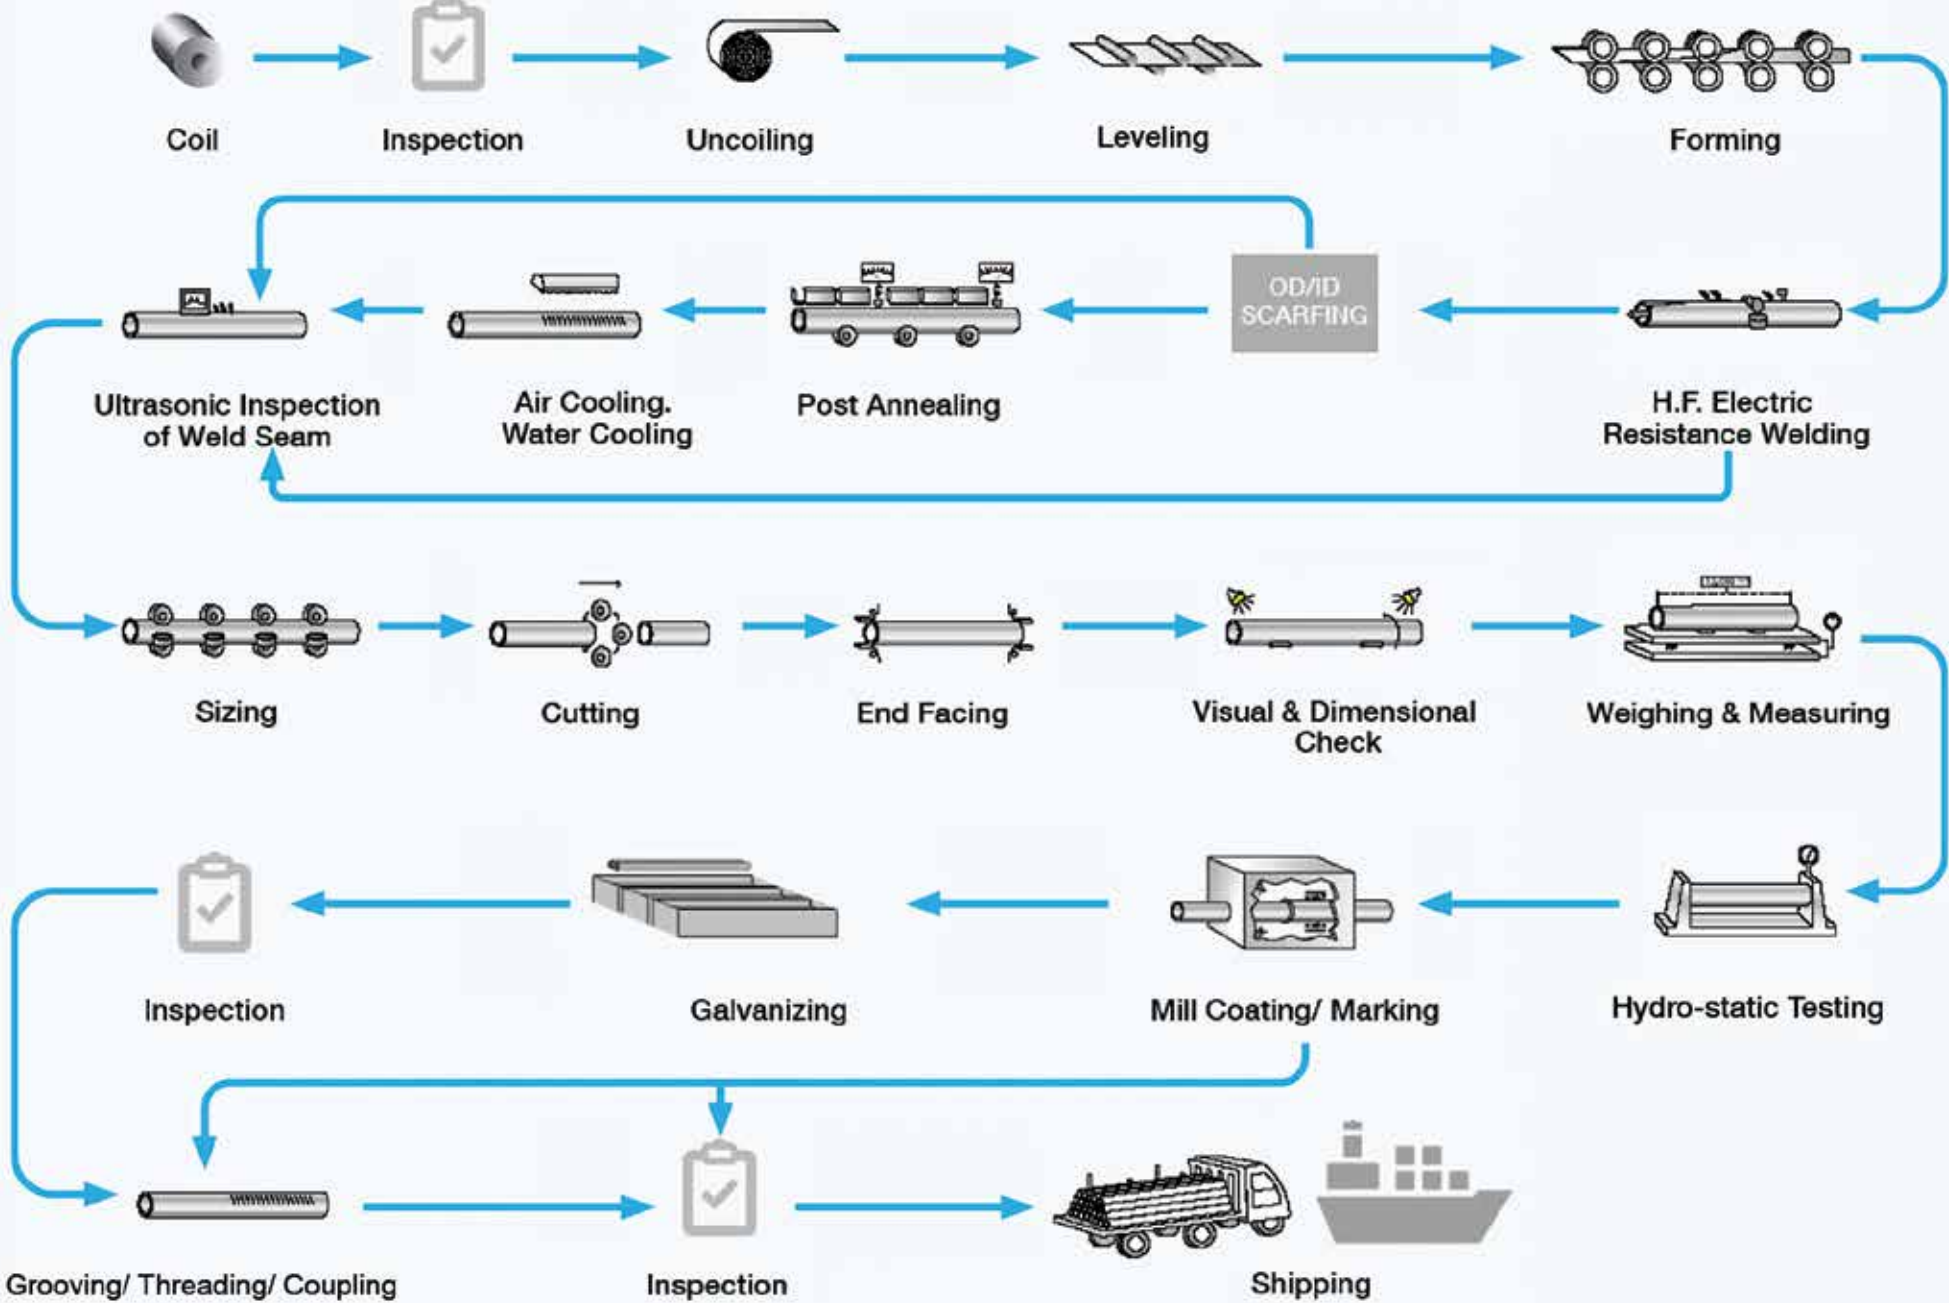 Coil
Inspection
Uncoiling
Leveling
Forming
OD/ID
SCARFING
Ultrasonic Inspection
of Weld Seam
Air Cooling.
Water Cooling
Post Annealing
H.F. Electric
Resistance Welding
Sizing
Cutting
End Facing
Visual & Dimensional
Check
Weighing & Measuring
Inspection
Galvanizing
Mill Coating/ Marking
Hydro-static Testing
Grooving/ Threading/ Coupling
Inspection
Shipping